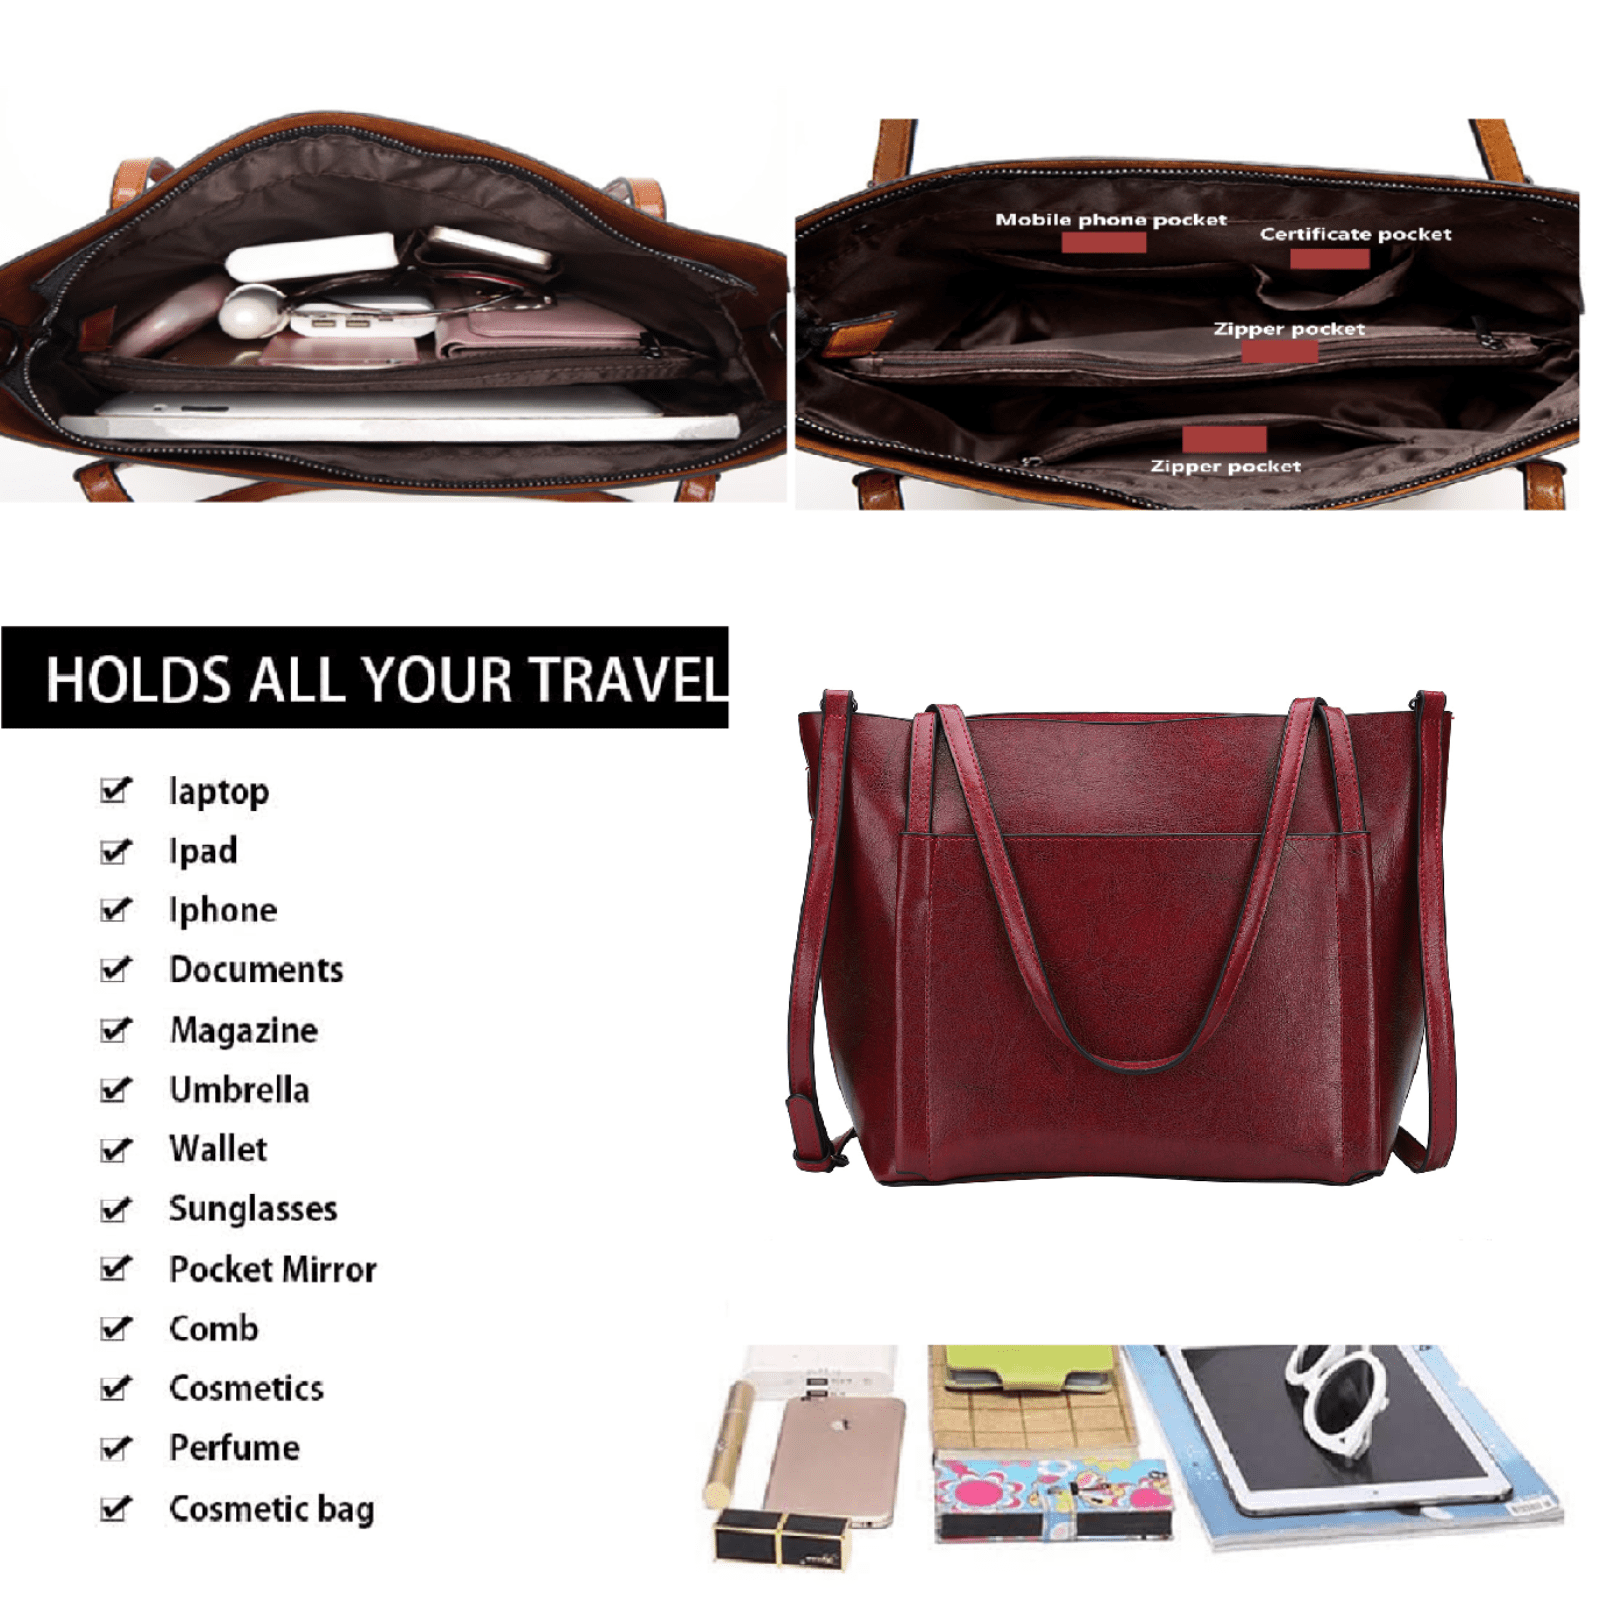 Mobile phone pocket
Certificate pocket
Zipper pocket
Zipper pocket
HOLDS ALL YOUR TRAVEL
laptop
Ipad
Iphone
Documents
Magazine
Umbrella
Wallet
Sunglasses
Pocket Mirror
Comb
Cosmetics
Perfume
Cosmetic bag